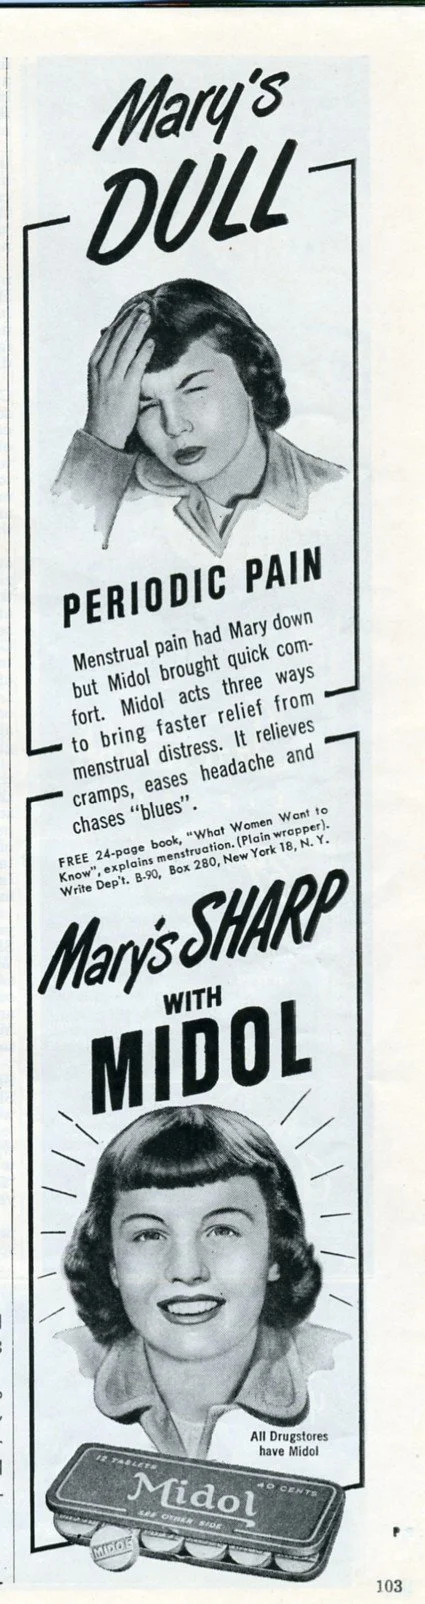 Mary's
DULL
PERIODIC PAIN
Menstrual pain had Mary down
but Midol brought quick com-
fort. Midol acts three ways
to bring faster relief from
menstrual distress. It relieves
cramps, eases headache and
chases "blues".
FREE 24-page book, "What Women Want to
Know", explains menstruation. (Plain wrapper).
Write Dep't. B-90, Box 280, New York 18, N. Y.
Mary's SHARP
WITH
MIDOL
All Drugstores
have Midol
12 TABLETS
40 CENTS
Midol
SEE OTHER SIDE
MIDOL
P
103